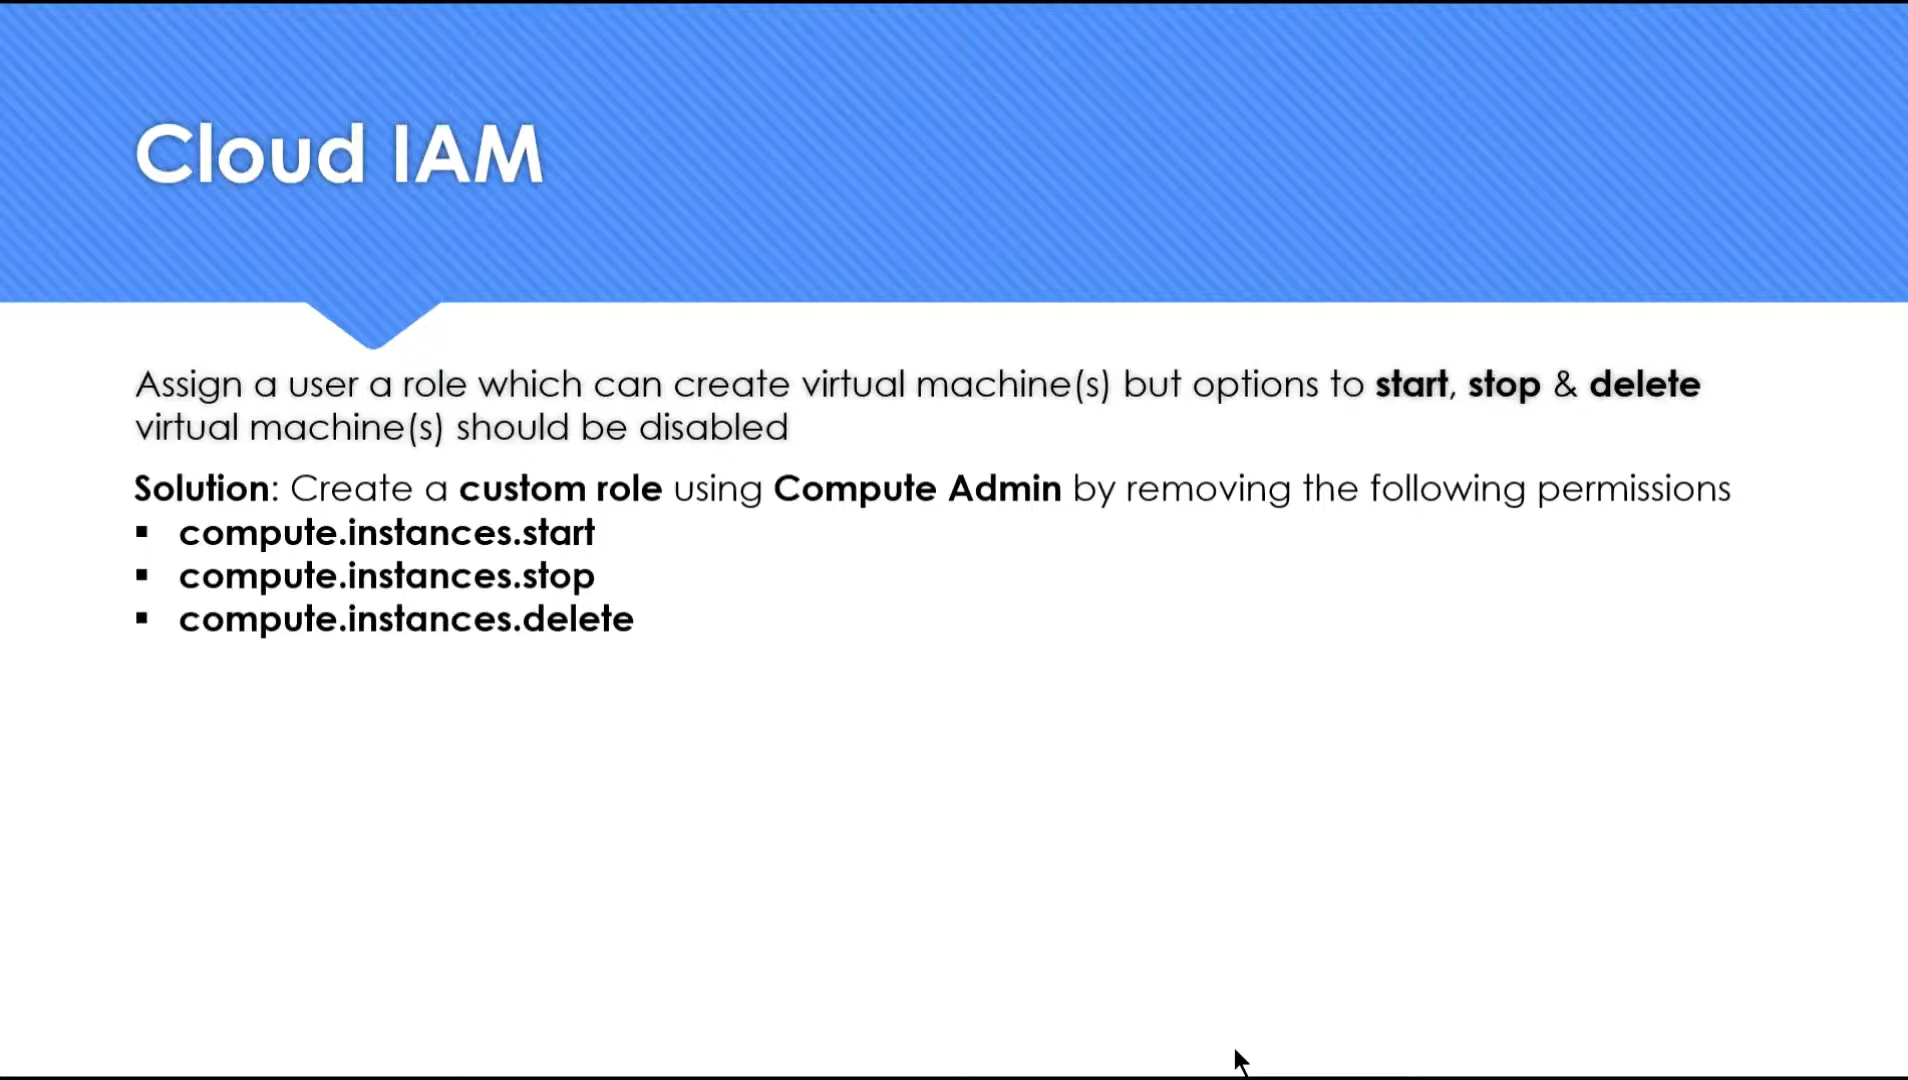 Cloud IAM
Assign a user a role which can create virtual machine(s) but options to start, stop & delete
virtual machine(s) should be disabled
Solution: Create a custom role using Compute Admin by removing the following permissions
▪ compute.instances.start
▪ compute.instances.stop
▪ compute.instances.delete